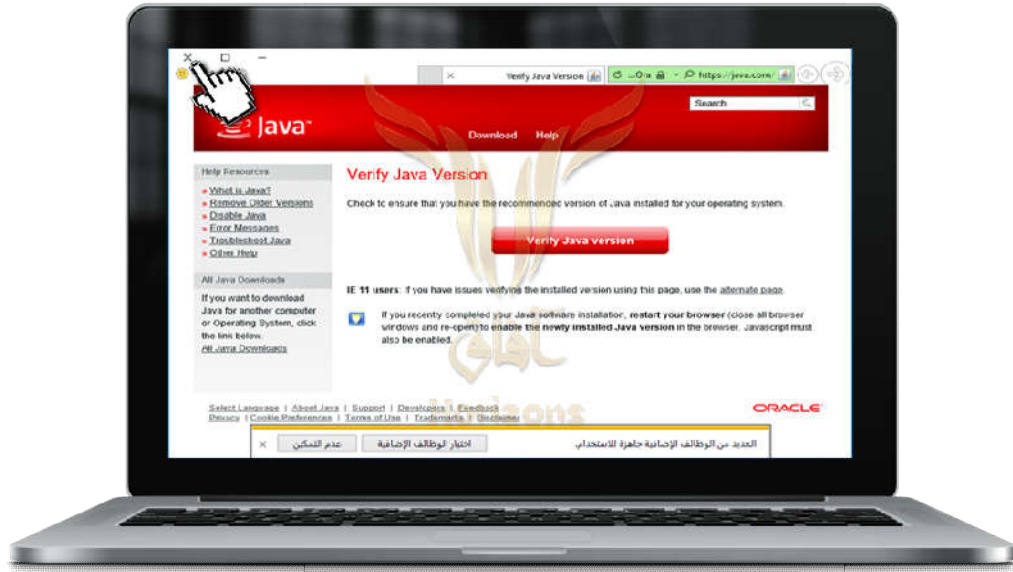 Verify Java Version
https://java.com/
Search
Java
Download Help
Help Resources
» What is Java?
» Remove Older Versions
» Disable Java
» Error Messages
» Troubleshoot Java
» Other Help
All Java Downloads
If you want to download
Java for another computer
or Operating System, click
the link below.
All Java Downloads
Verify Java Version
Check to ensure that you have the recommended version of Java installed for your operating system.
Verify Java version
IE 11 users: If you have issues verifying the installed version using this page, use the alternate page.
If you recently completed your Java software installation, restart your browser (close all browser
windows and re-open) to enable the newly installed Java version in the browser. Javascript must
also be enabled.
آفاق
Horizons
Select Language | About Java | Support | Developers | Feedback
Privacy | Cookie Preferences | Terms of Use | Trademarks | Disclaimer
ORACLE
العديد من الوظائف الإضافية جاهزة للاستخدام.
اختيار الوظائف الإضافية
عدم التمكين